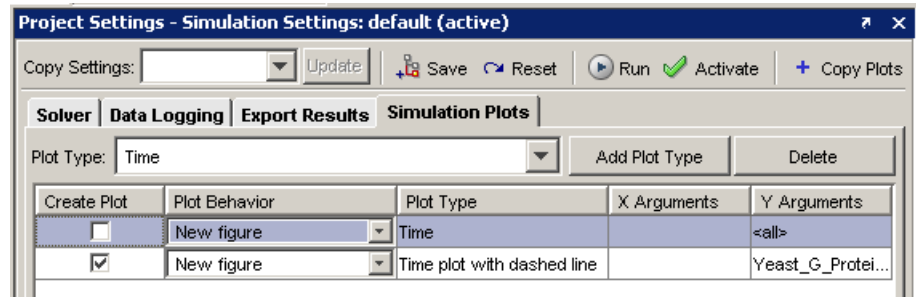 Project Settings - Simulation Settings: default (active)
Copy Settings: Update Save Reset Run Activate + Copy Plots
Solver Data Logging Export Results Simulation Plots
Plot Type: Time Add Plot Type Delete
Create Plot Plot Behavior Plot Type X Arguments Y Arguments
New figure Time <all>
New figure Time plot with dashed line Yeast_G_Protei...